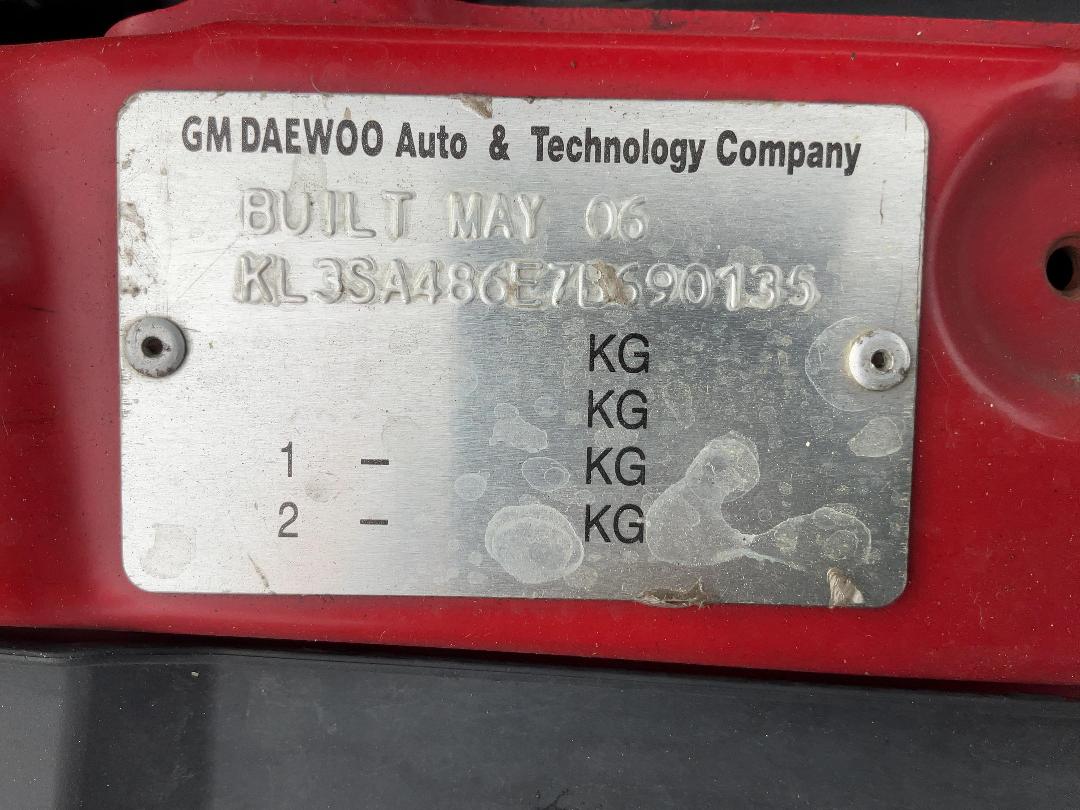 GM DAEWOO Auto & Technology Company
BUILT MAY 06
KL3SA486E7B690135
KG
KG
1 – KG
2 – KG